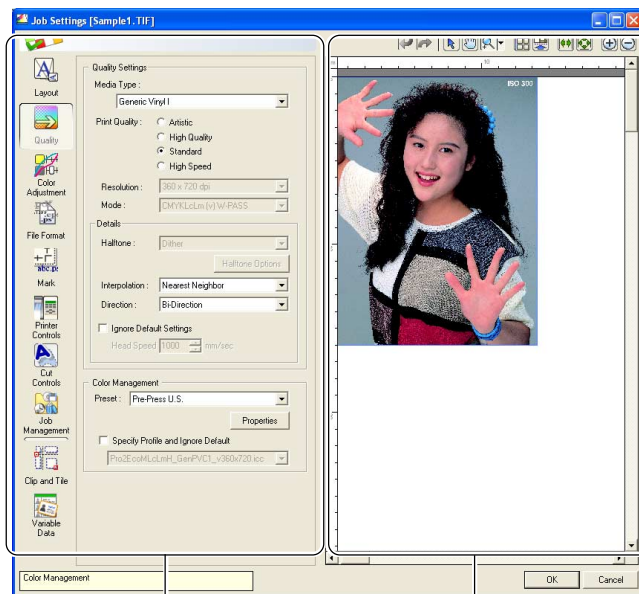 Job Settings [Sample1.TIF]
Layout
Quality
Color
Adjustment
File Format
Mark
Printer
Controls
Cut
Controls
Job
Management
Clip and Tile
Variable
Data
Quality Settings
Media Type :
Generic Vinyl I
Print Quality :
Artistic
High Quality
Standard
High Speed
Resolution :
360 x 720 dpi
Mode :
CMYKLcLm (v) W-PASS
Details
Halftone :
Dither
Halftone Options
Interpolation :
Nearest Neighbor
Direction :
Bi-Direction
Ignore Default Settings
Head Speed 1000 mm/sec
Color Management
Preset : Pre-Press U.S.
Properties
Specify Profile and Ignore Default
Pro2EcoMLcLmH_GenPVC1_v360x720.icc
ISO 300
Color Management
OK
Cancel